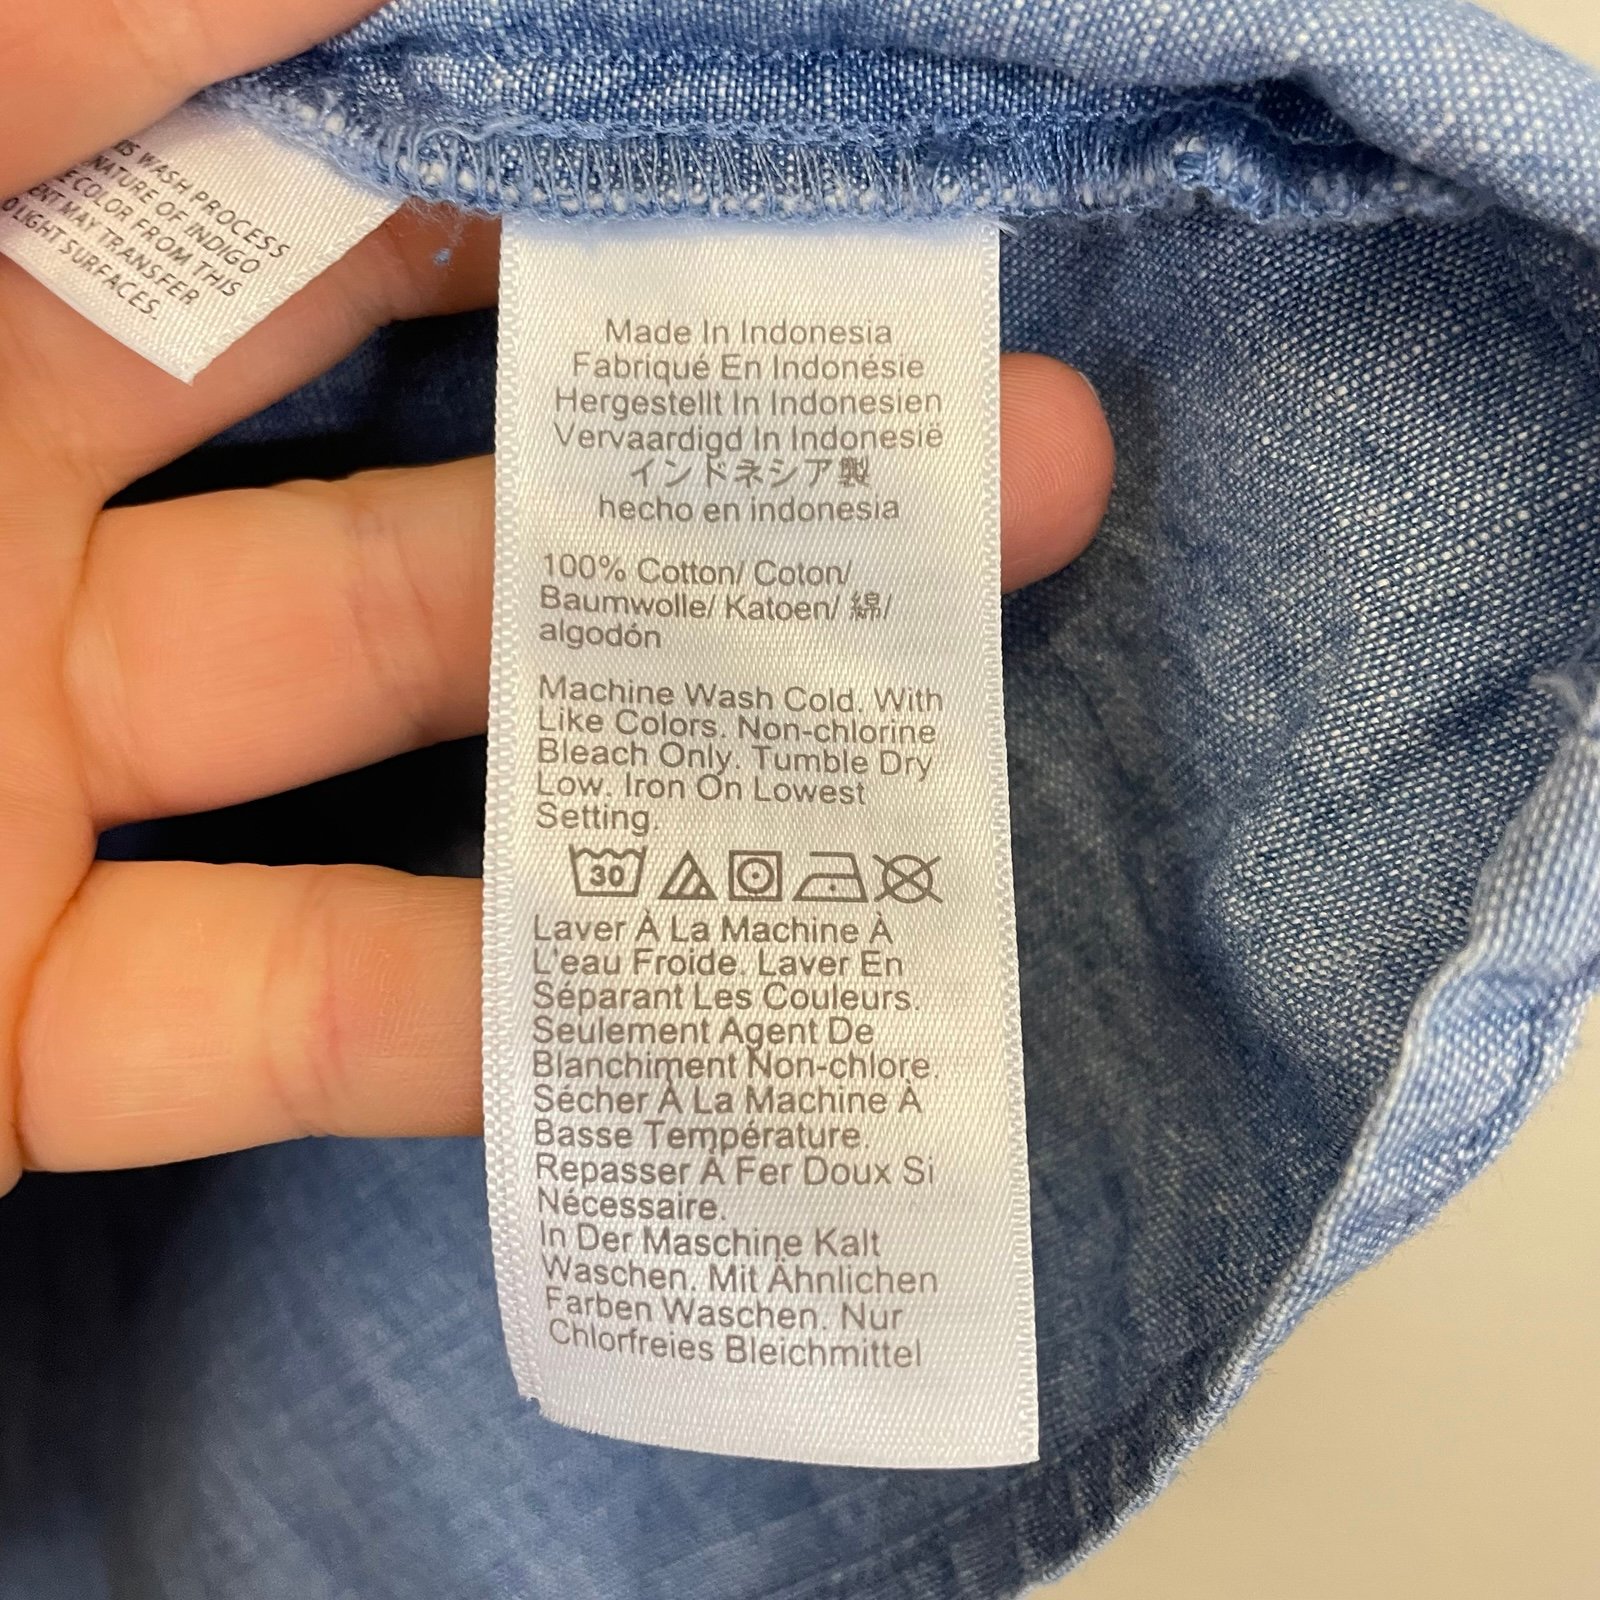 WASH PROCESS
NATURE OF INDIGO
COLOR FROM THIS
MAY TRANSFER
LIGHT SURFACES.
Made In Indonesia
Fabriqué En Indonésie
Hergestellt In Indonesien
Vervaardigd In Indonesië
インドネシア製
hecho en indonesia
100% Cotton/ Coton/
Baumwolle/ Katoen/ 綿/
algodón
Machine Wash Cold. With
Like Colors. Non-chlorine
Bleach Only. Tumble Dry
Low. Iron On Lowest
Setting.
30
Laver À La Machine À
L'eau Froide. Laver En
Séparant Les Couleurs.
Seulement Agent De
Blanchiment Non-chlore.
Sécher À La Machine À
Basse Température.
Repasser À Fer Doux Si
Nécessaire.
In Der Maschine Kalt
Waschen. Mit Ähnlichen
Farben Waschen. Nur
Chlorfreies Bleichmittel